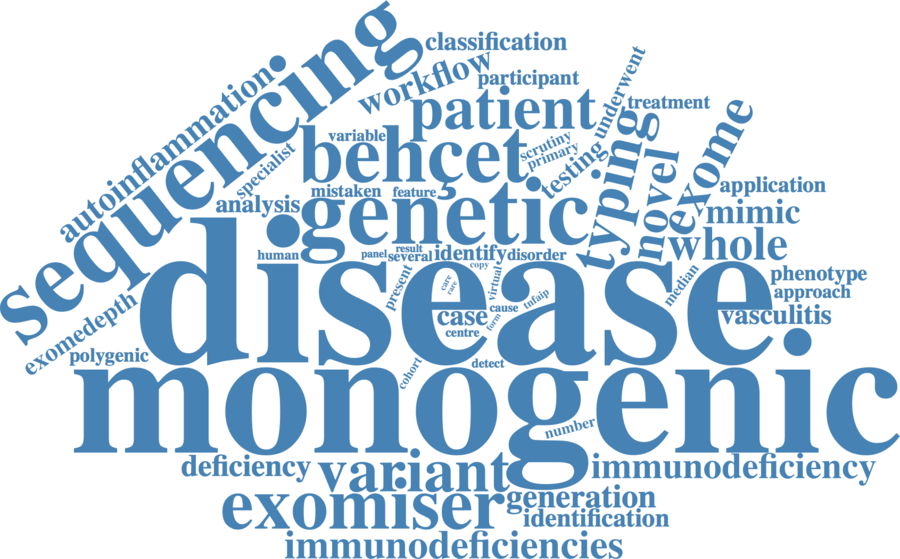 classification
sequencing
workflow
participant
autoinflammation
patient
underwent
treatment
variable
behçet
scrutiny
primary
testing
typing
novel
exome
specialist
mistaken
feature
application
analysis
genetic
mimic
whole
human
panel
result
several
identify
disorder
copy
disease
present
care
rare
virtual
tnfaip
median
phenotype
approach
exomedepth
case
cause
form
vasculitis
centre
polygenic
cohort
detect
monogenic
number
deficiency
variant
immunodeficiency
exomiser
generation
identification
immunodeficiencies